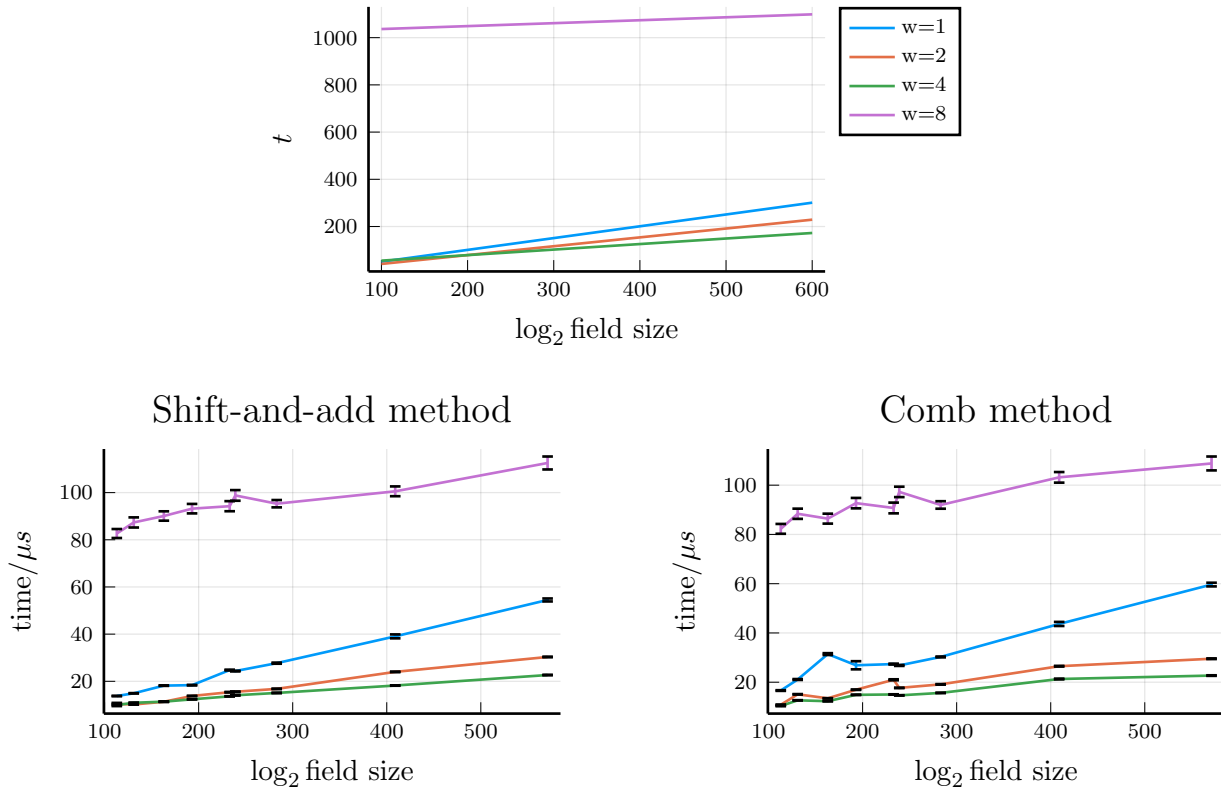 1000
800
600
400
200
t
100 200 300 400 500 600
log₂ field size
w=1
w=2
w=4
w=8
Shift-and-add method
100
80
60
40
20
time/μs
100 200 300 400 500
log₂ field size
Comb method
100
80
60
40
20
time/μs
100 200 300 400 500
log₂ field size